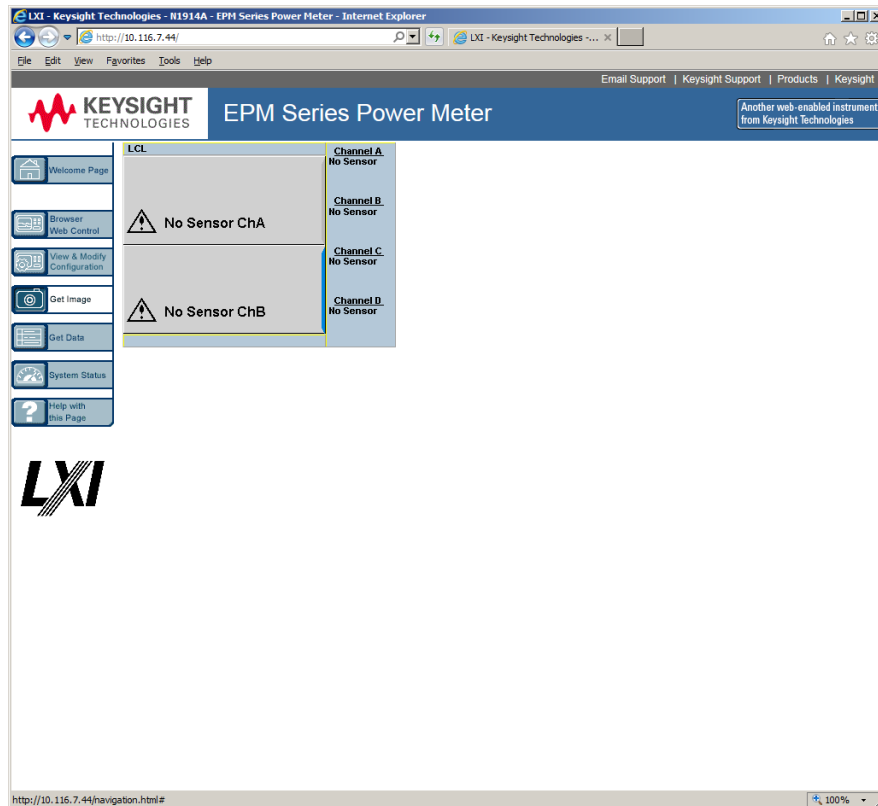 LXI - Keysight Technologies - N1914A - EPM Series Power Meter - Internet Explorer
http://10.116.7.44/
LXI - Keysight Technologies -...
File Edit View Favorites Tools Help
Email Support | Keysight Support | Products | Keysight
KEYSIGHT
TECHNOLOGIES
EPM Series Power Meter
Another web-enabled instrument
from Keysight Technologies
Welcome Page
Browser
Web Control
View & Modify
Configuration
Get Image
Get Data
System Status
Help with
this Page
LXI
LCL
No Sensor ChA
No Sensor ChB
Channel A
No Sensor
Channel B
No Sensor
Channel C
No Sensor
Channel D
No Sensor
http://10.116.7.44/navigation.html#
100%